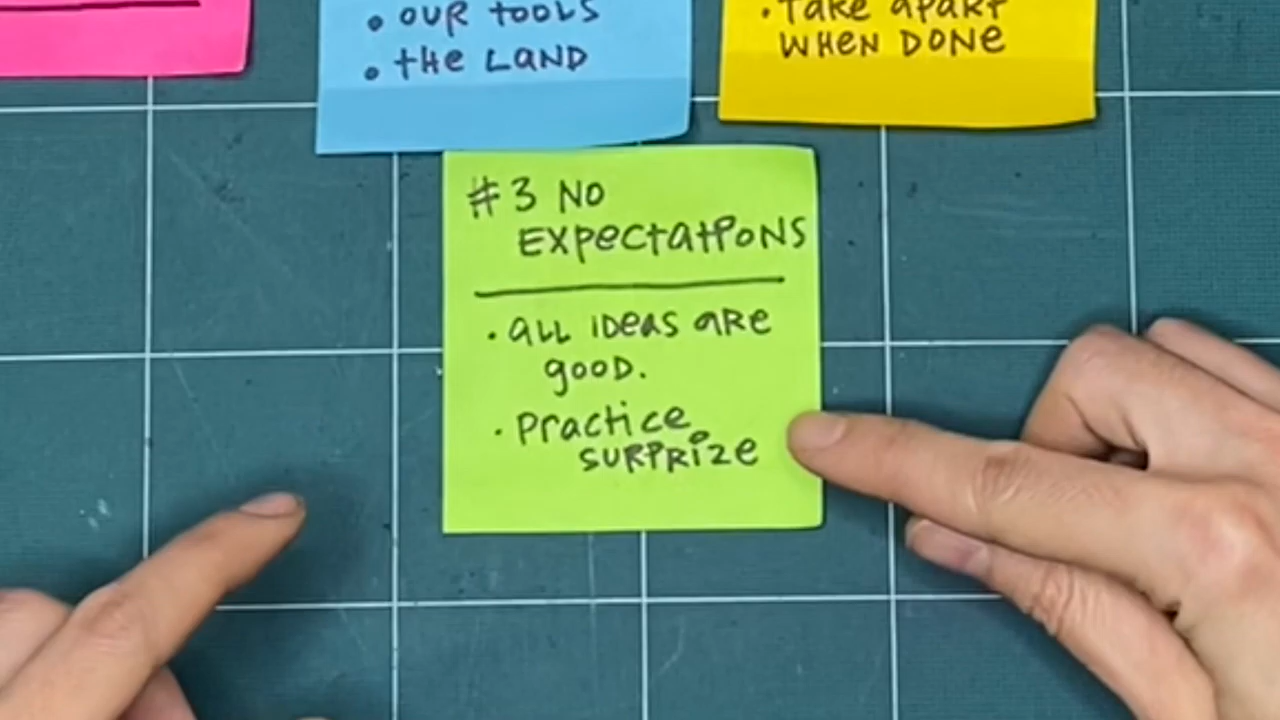 • OUR TOOLS
• THE LAND
• TAKE APART
WHEN DONE
#3 NO
EXPECTATIONS
• ALL IDEAS ARE
GOOD.
• PRACTICE
SURPRIZE